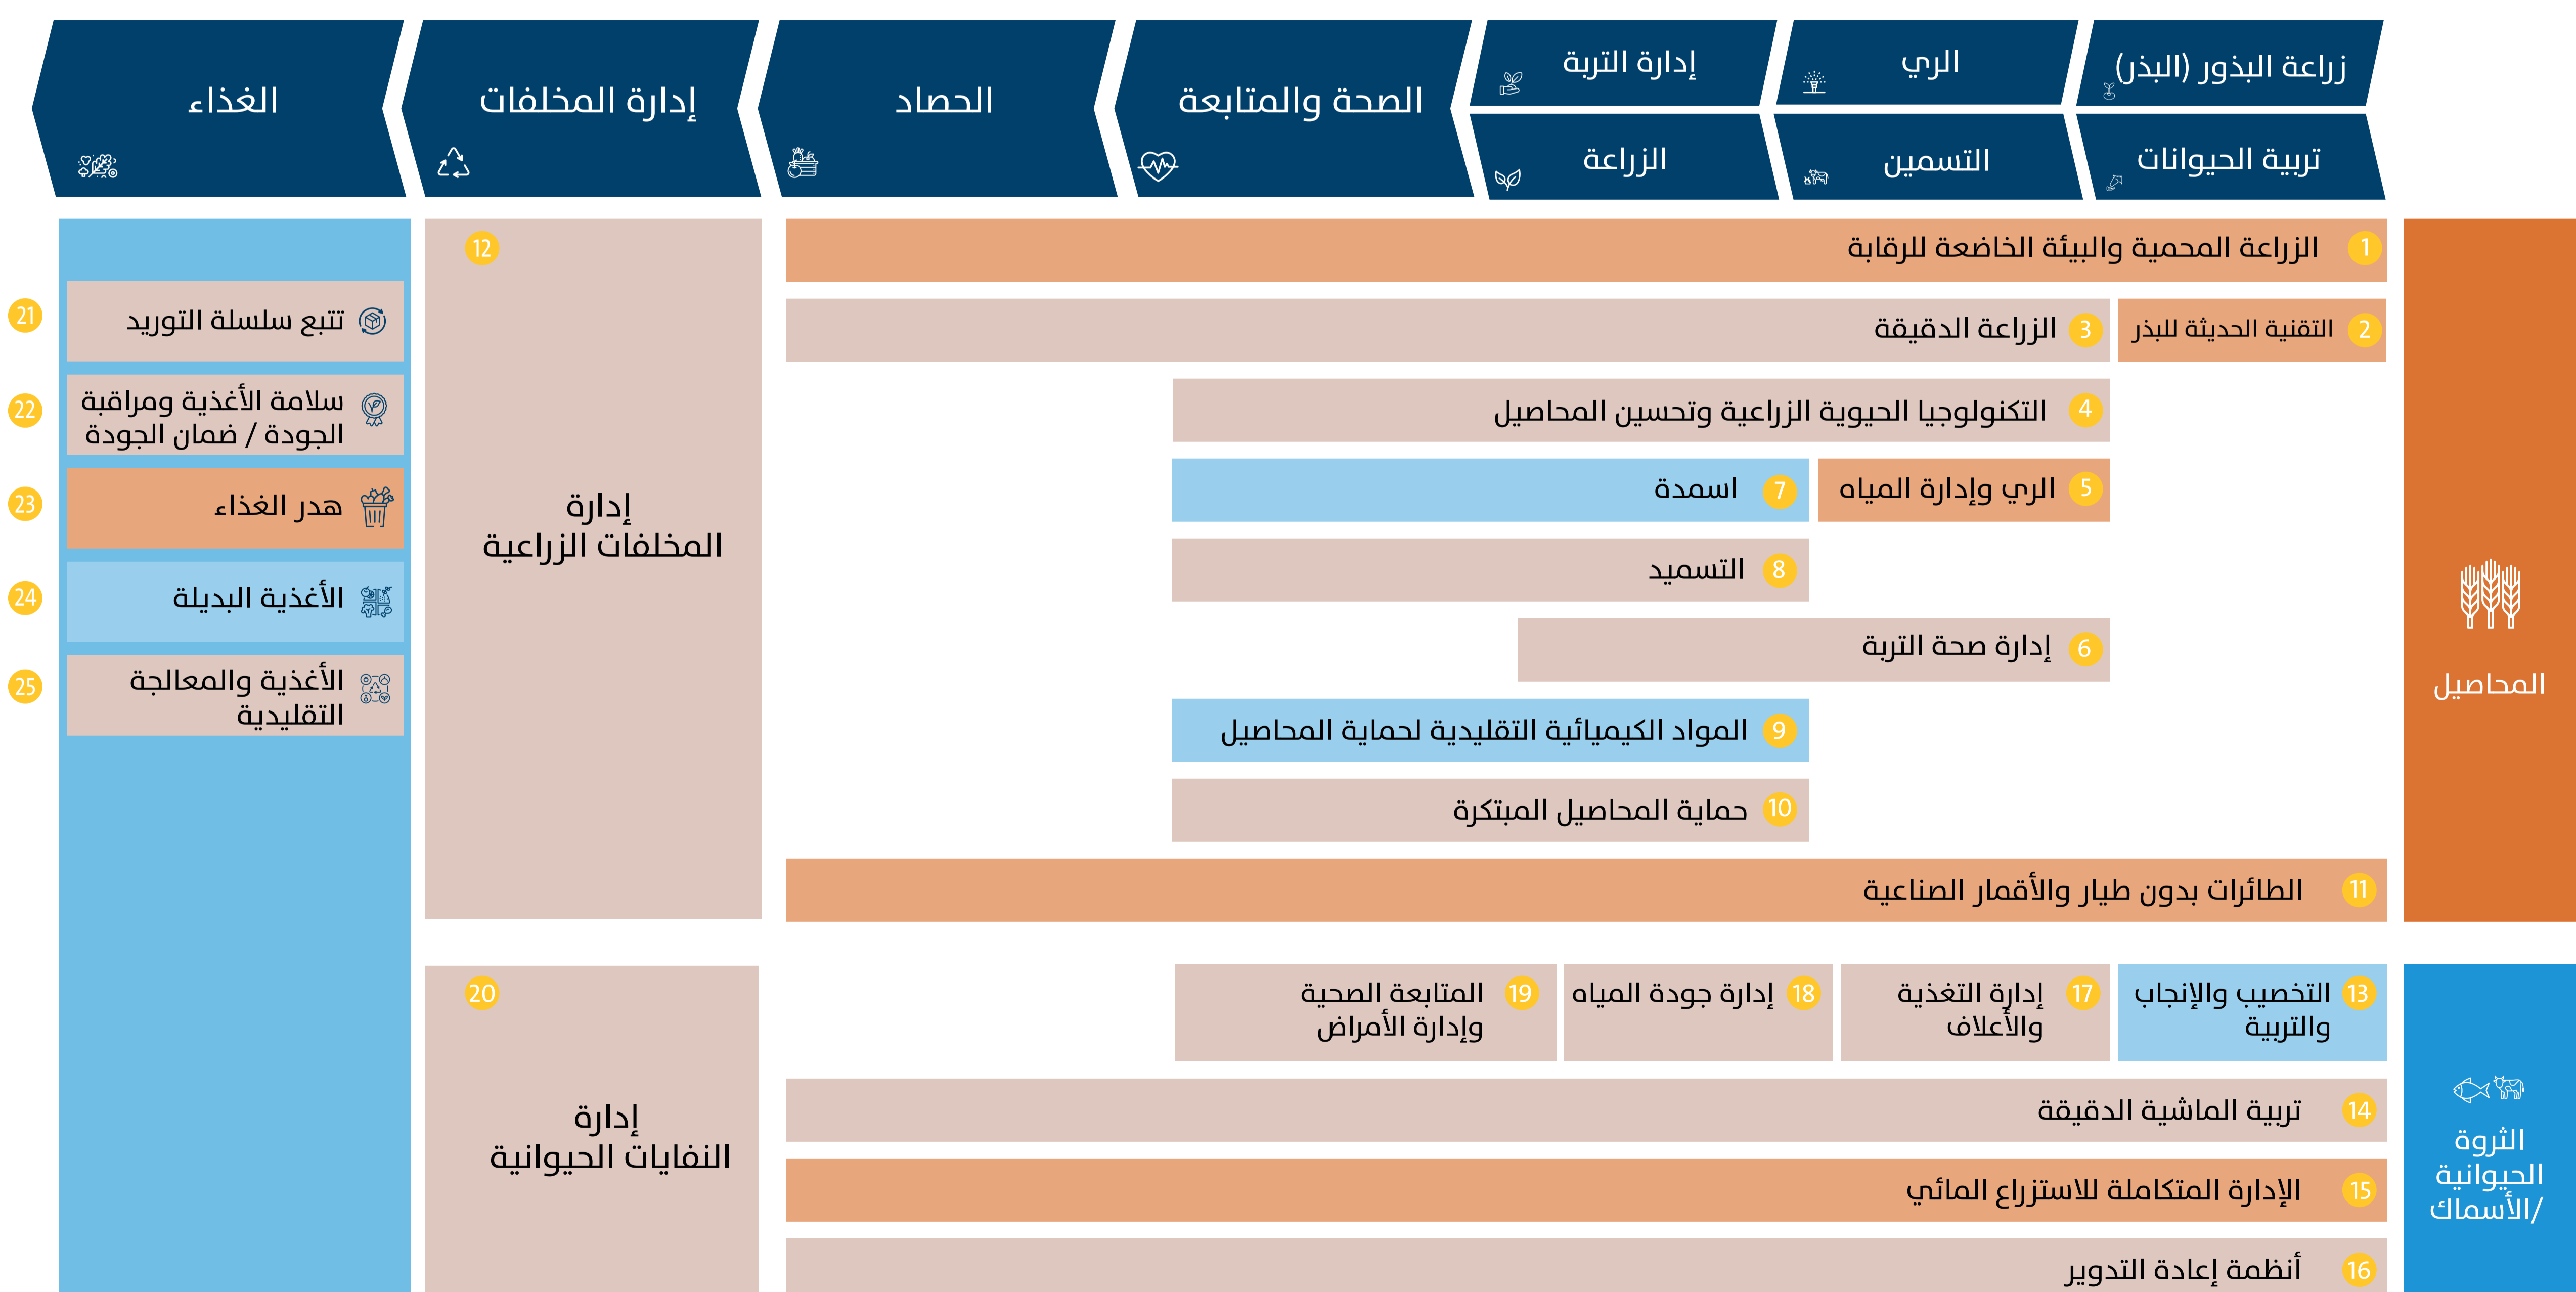 زراعة البذور (البذر)
الري
إدارة التربة
تربية الحيوانات
التسمين
الزراعة
الصحة والمتابعة
الحصاد
إدارة المخلفات
الغذاء
المحاصيل
1 الزراعة المحمية والبيئة الخاضعة للرقابة
2 التقنية الحديثة للبذر
3 الزراعة الدقيقة
4 التكنولوجيا الحيوية الزراعية وتحسين المحاصيل
5 الري وإدارة المياه
7 اسمدة
8 التسميد
6 إدارة صحة التربة
9 المواد الكيميائية التقليدية لحماية المحاصيل
10 حماية المحاصيل المبتكرة
11 الطائرات بدون طيار والأقمار الصناعية
12
إدارة
المخلفات الزراعية
الثروة
الحيوانية
/الأسماك
13 التخصيب والإنجاب
والتربية
17 إدارة التغذية
والأعلاف
18 إدارة جودة المياه
19 المتابعة الصحية
وإدارة الأمراض
14 تربية الماشية الدقيقة
15 الإدارة المتكاملة للاستزراع المائي
16 أنظمة إعادة التدوير
20
إدارة
النفايات الحيوانية
تتبع سلسلة التوريد 21
سلامة الأغذية ومراقبة
الجودة / ضمان الجودة
22
هدر الغذاء 23
الأغذية البديلة 24
الأغذية والمعالجة
التقليدية
25